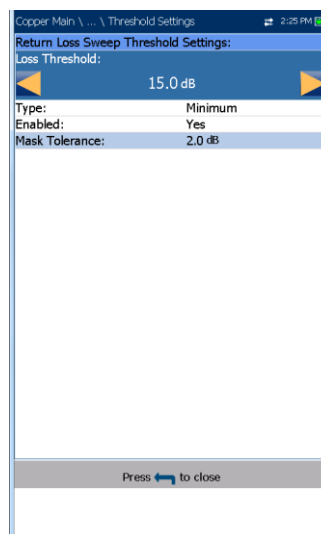 Copper Main \ ... \ Threshold Settings 2:25 PM
Return Loss Sweep Threshold Settings:
Loss Threshold:
15.0 dB
Type: Minimum
Enabled: Yes
Mask Tolerance: 2.0 dB
Press to close